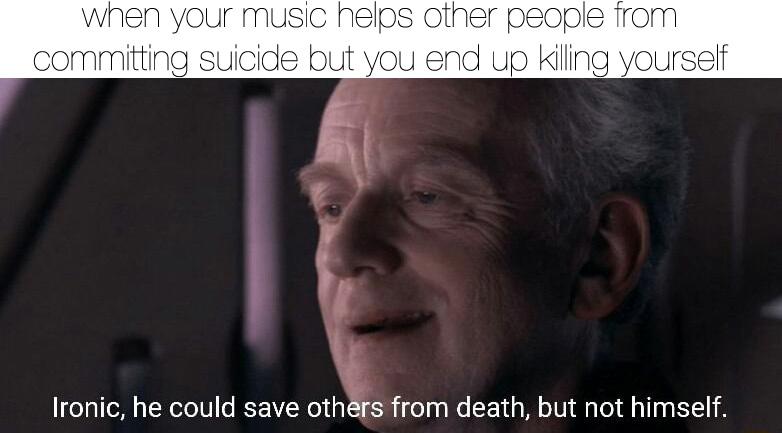 when your music helps other people from
committing suicide but you end up killing yourself
Ironic, he could save others from death, but not himself.